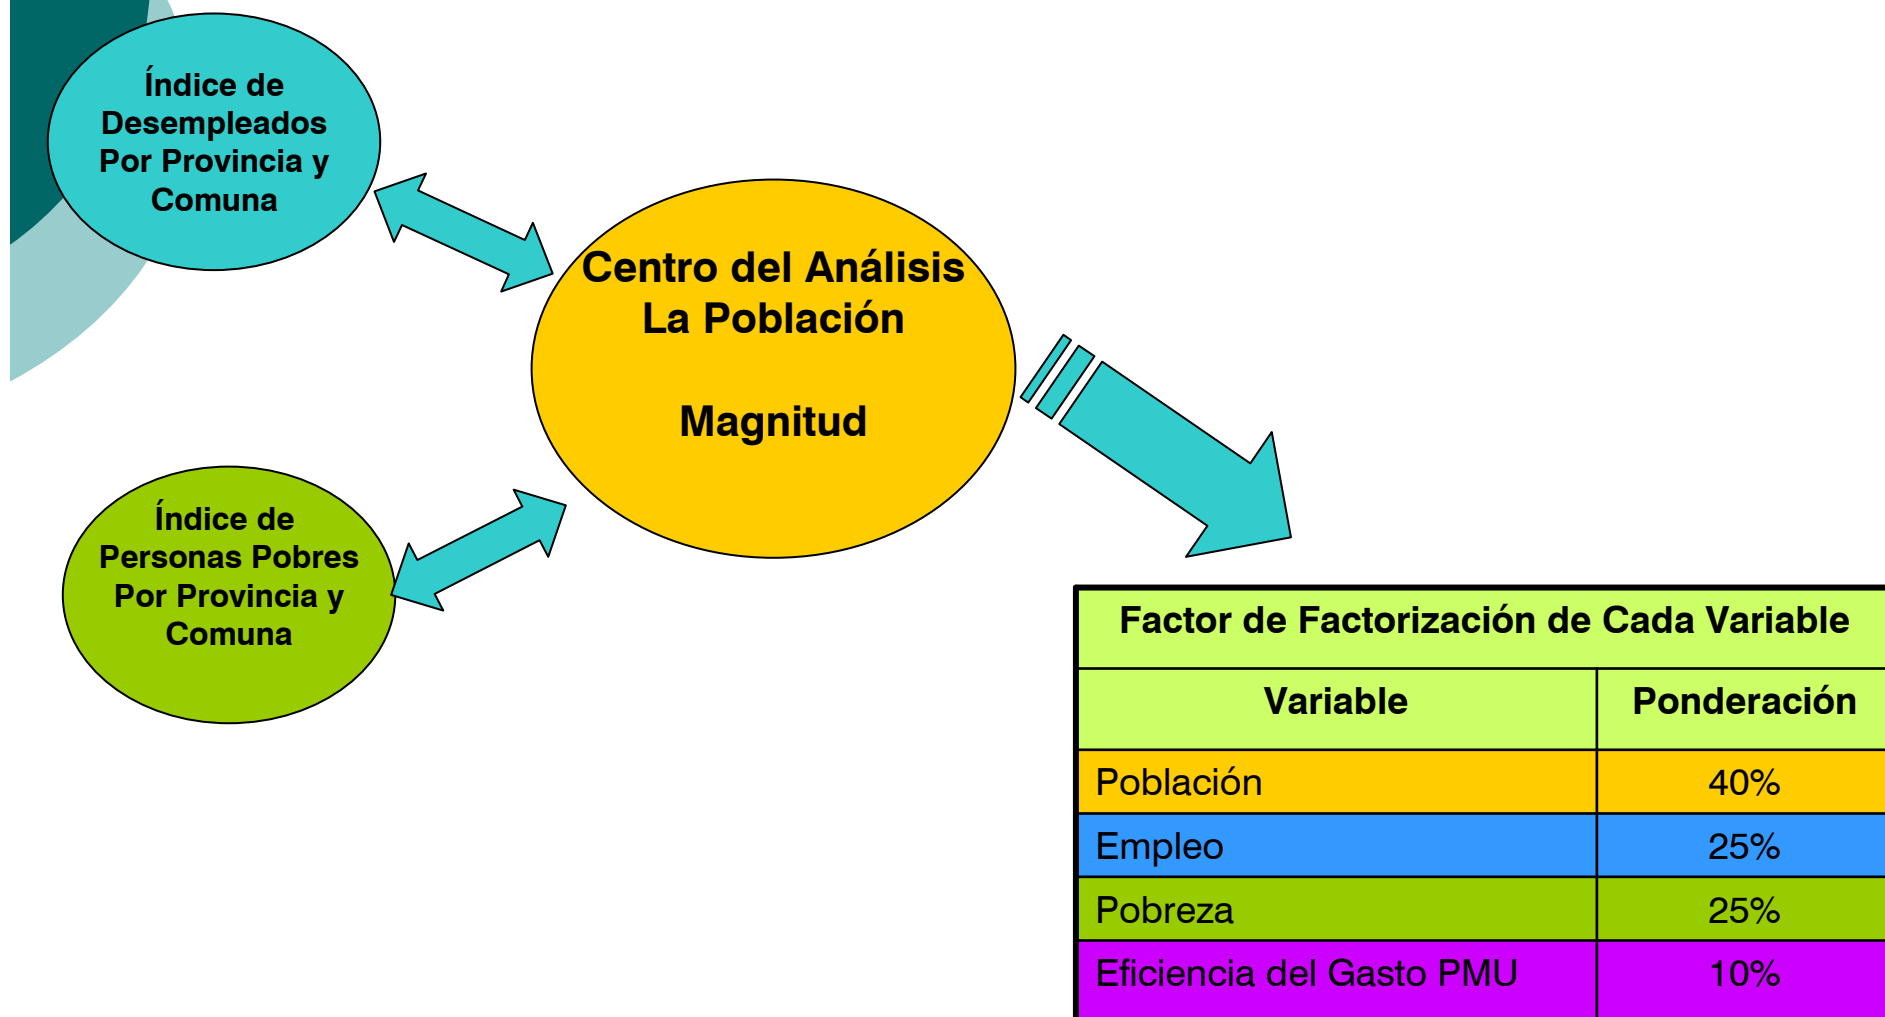 Índice de
Desempleados
Por Provincia y
Comuna
Centro del Análisis
La Población
Magnitud
Índice de
Personas Pobres
Por Provincia y
Comuna
Factor de Factorización de Cada Variable
Variable Ponderación
Población 40%
Empleo 25%
Pobreza 25%
Eficiencia del Gasto PMU 10%